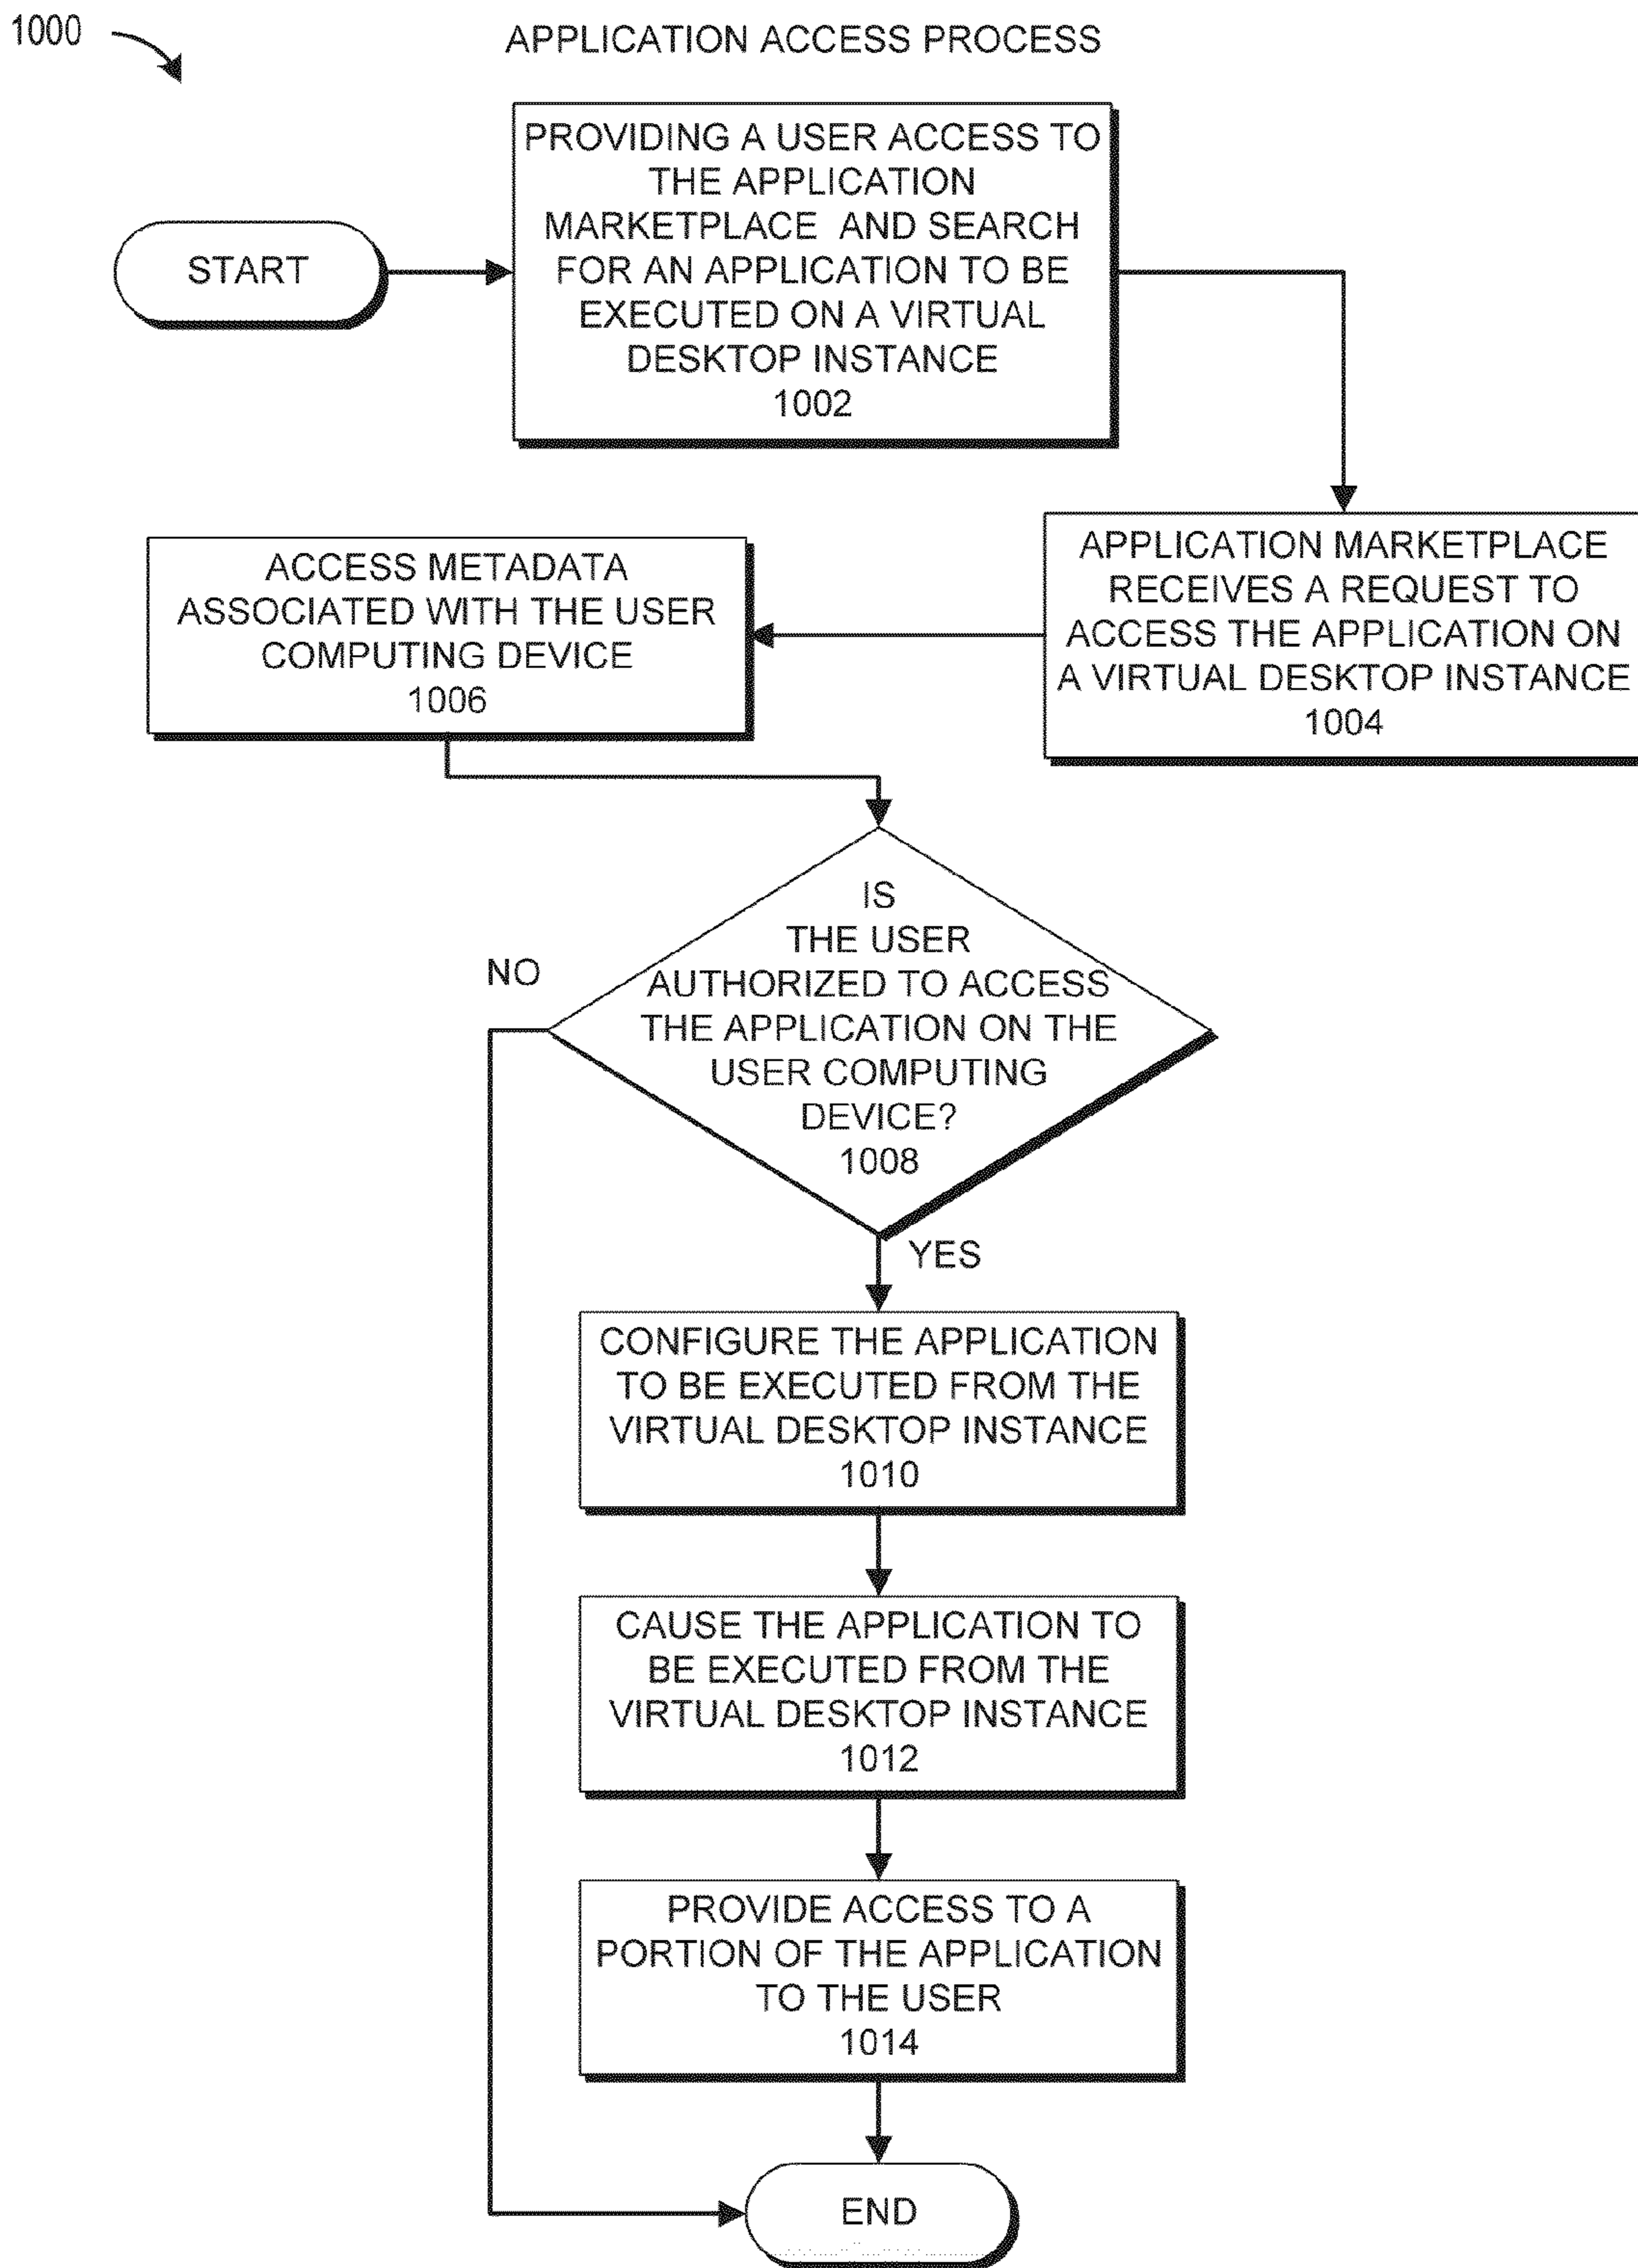 1000
APPLICATION ACCESS PROCESS
PROVIDING A USER ACCESS TO
THE APPLICATION
MARKETPLACE AND SEARCH
FOR AN APPLICATION TO BE
EXECUTED ON A VIRTUAL
DESKTOP INSTANCE
1002
START
APPLICATION MARKETPLACE
RECEIVES A REQUEST TO
ACCESS THE APPLICATION ON
A VIRTUAL DESKTOP INSTANCE
1004
ACCESS METADATA
ASSOCIATED WITH THE USER
COMPUTING DEVICE
1006
IS
THE USER
AUTHORIZED TO ACCESS
THE APPLICATION ON THE
USER COMPUTING
DEVICE?
1008
NO
YES
CONFIGURE THE APPLICATION
TO BE EXECUTED FROM THE
VIRTUAL DESKTOP INSTANCE
1010
CAUSE THE APPLICATION TO
BE EXECUTED FROM THE
VIRTUAL DESKTOP INSTANCE
1012
PROVIDE ACCESS TO A
PORTION OF THE APPLICATION
TO THE USER
1014
END